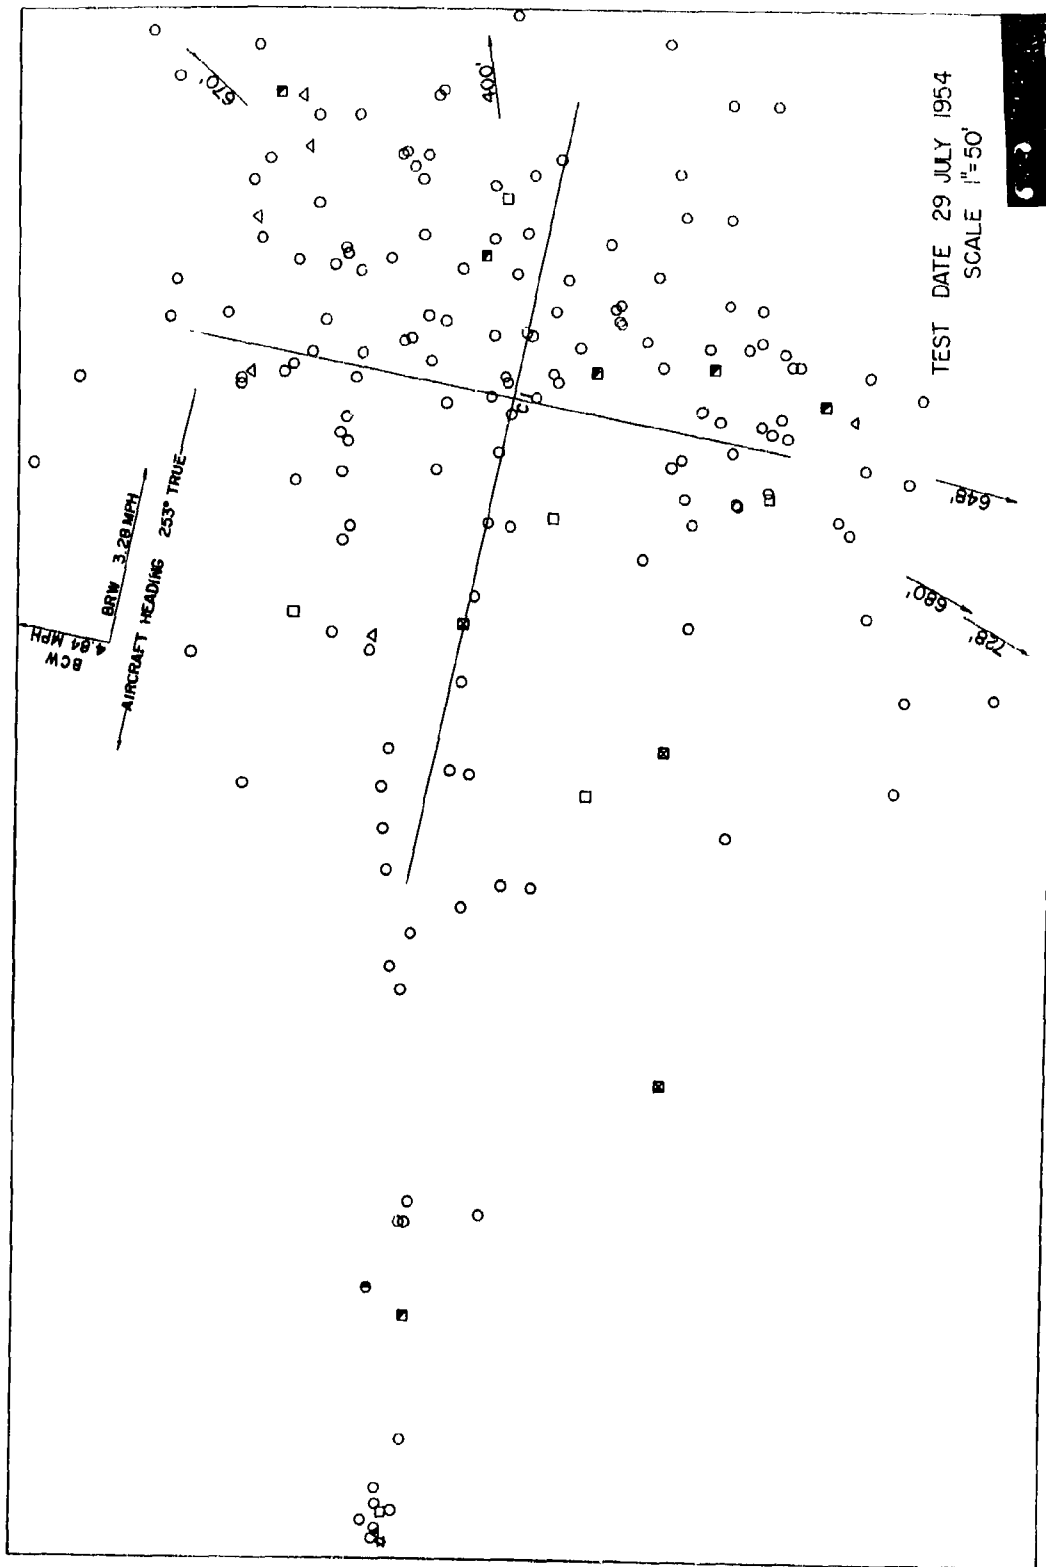 670'
400'
TEST DATE 29 JULY 1954
SCALE 1"=50'
BCW
4.84 MPH
BRW 3.28 MPH
AIRCRAFT HEADING 253° TRUE
648'
680'
728'